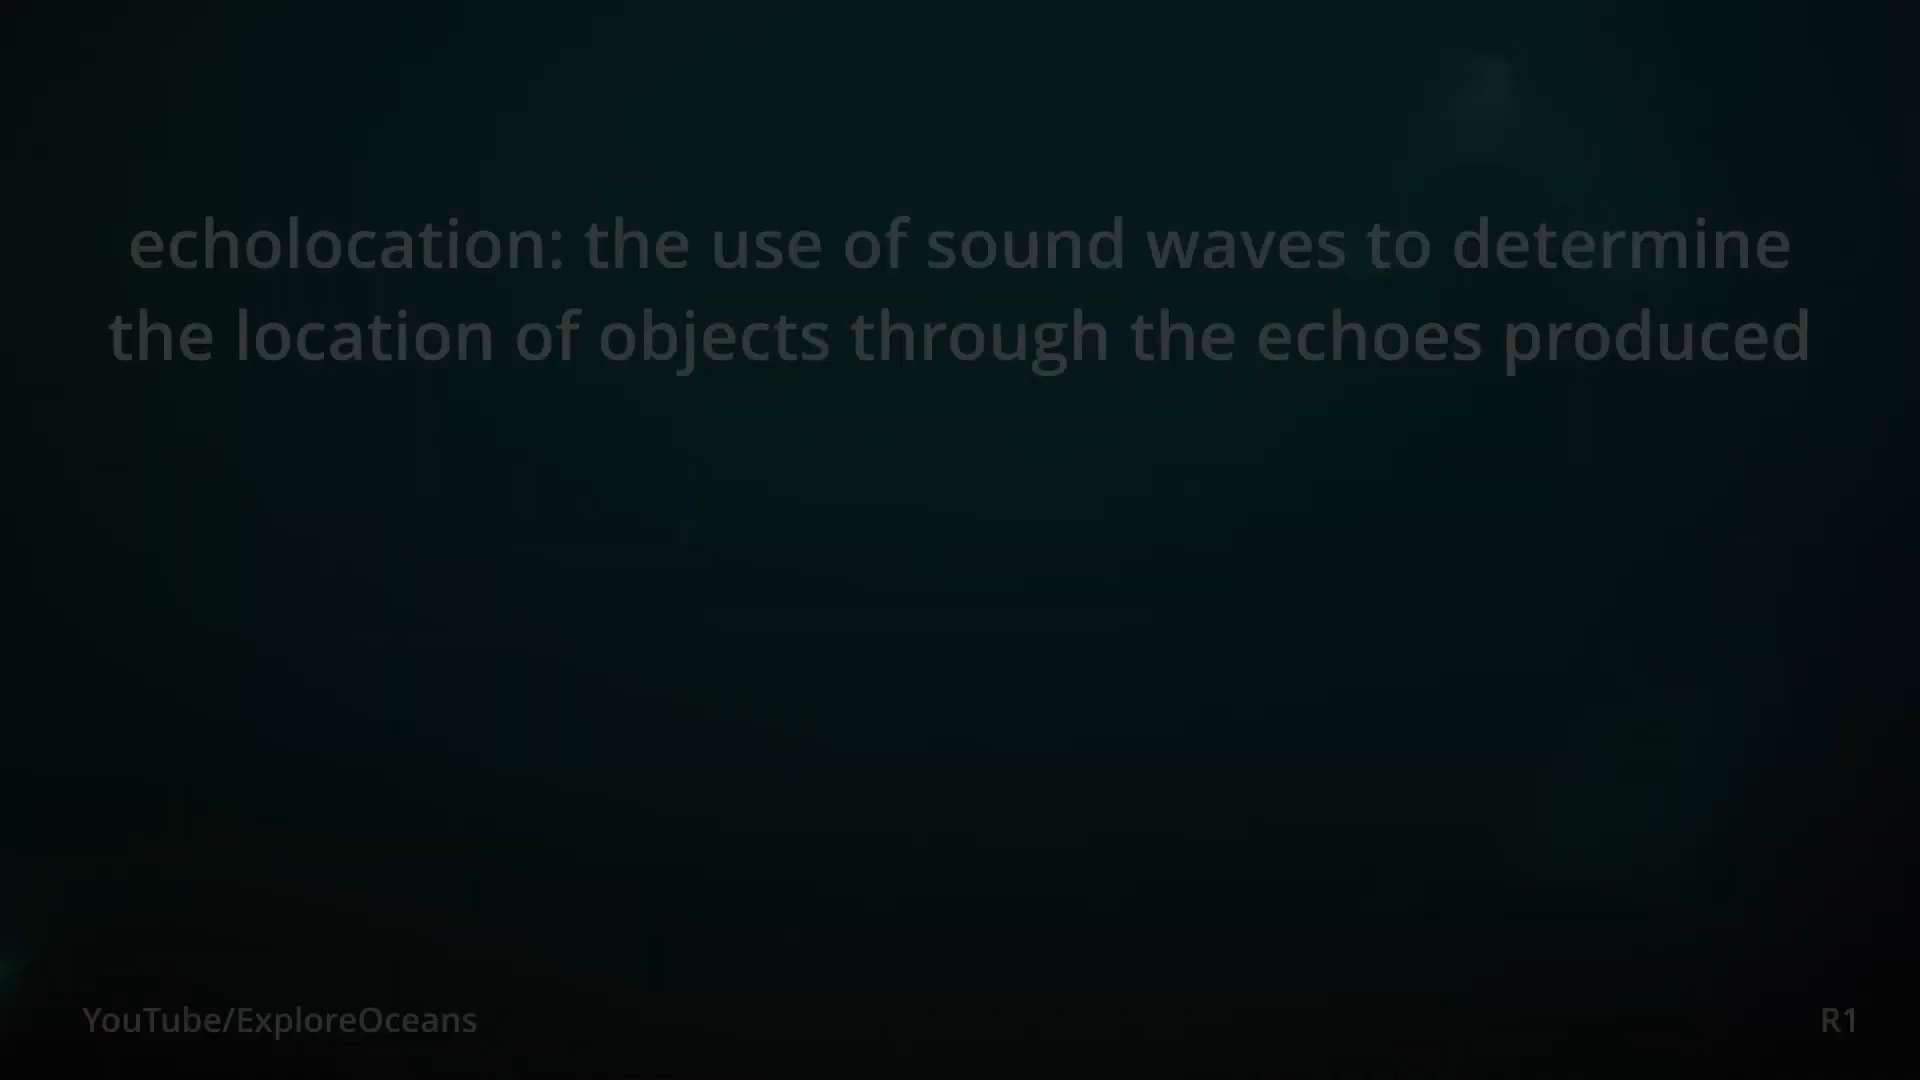 echolocation: the use of sound waves to determine
the location of objects through the echoes produced
YouTube/ExploreOceans
R1